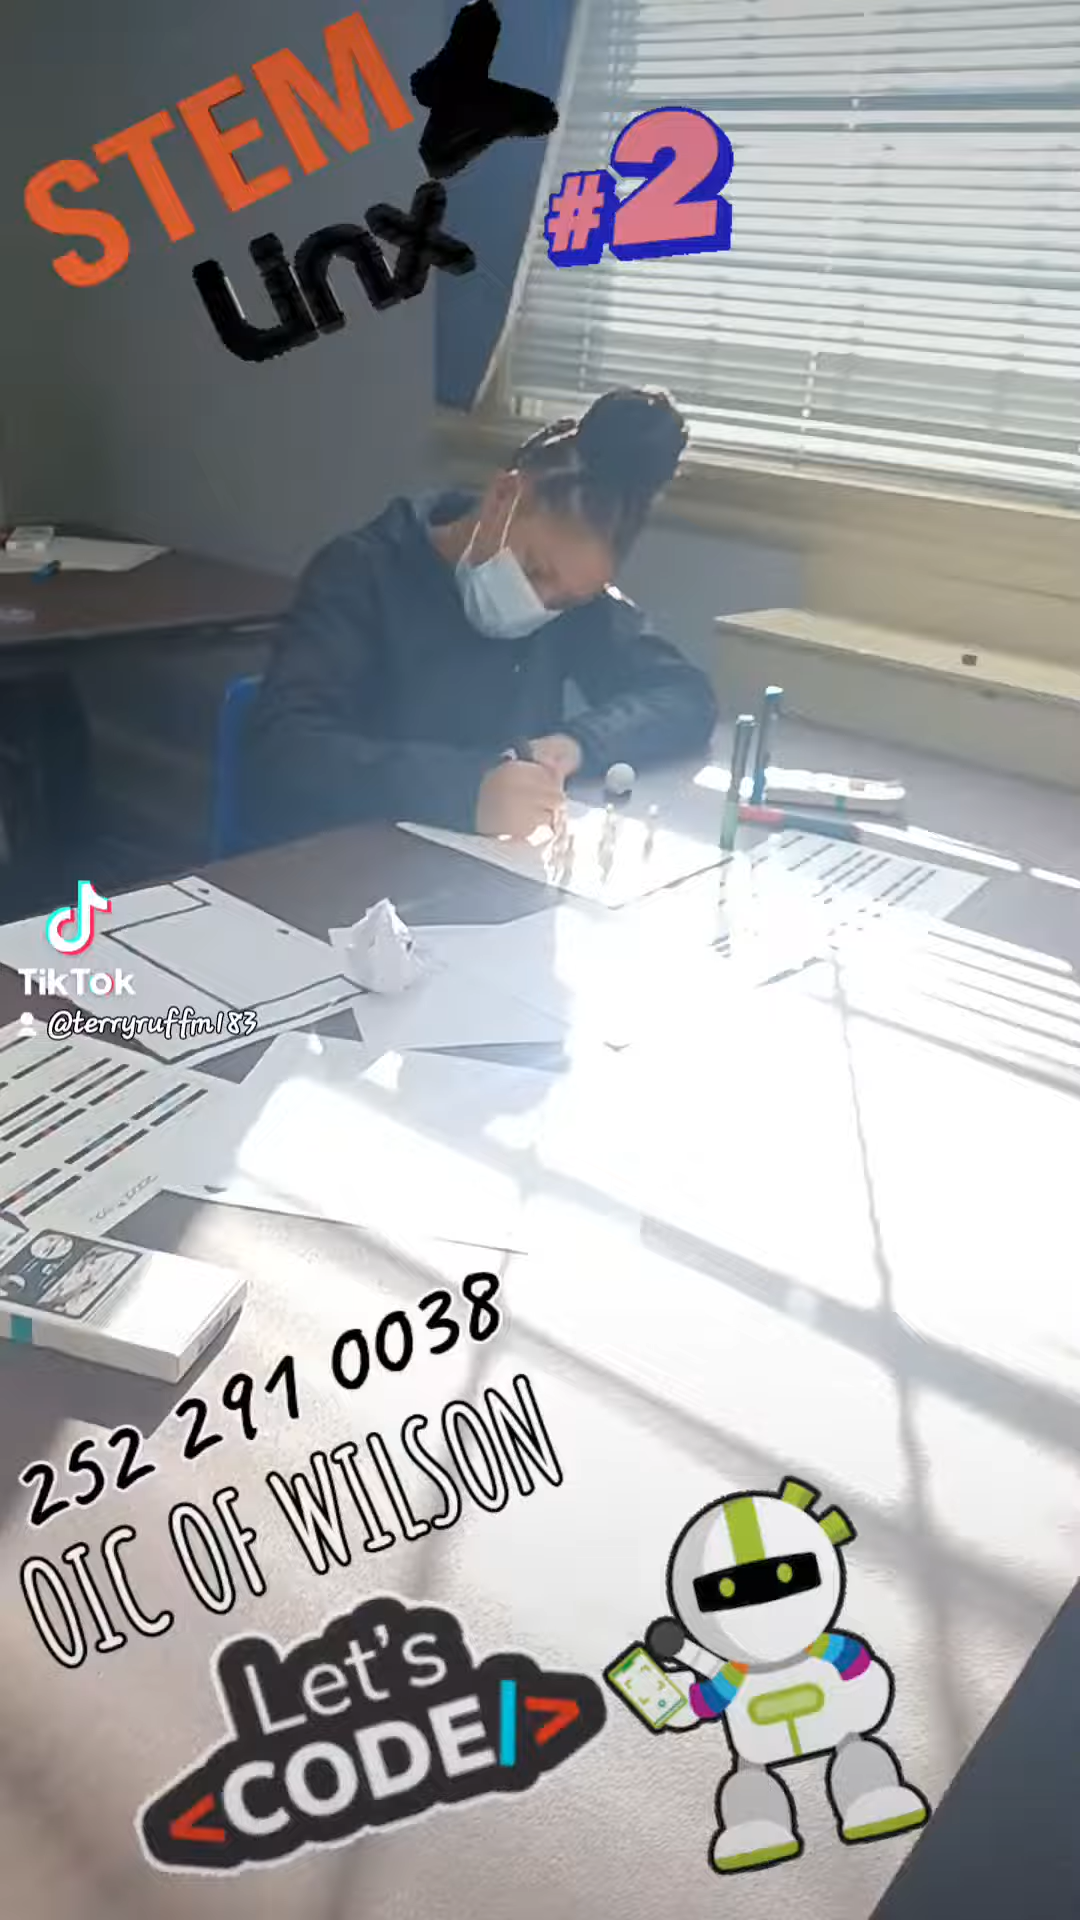 STEM
Linx
#2
TikTok
@terryruffm183
252 291 0038
OIC OF WILSON
Let's
<CODE/>